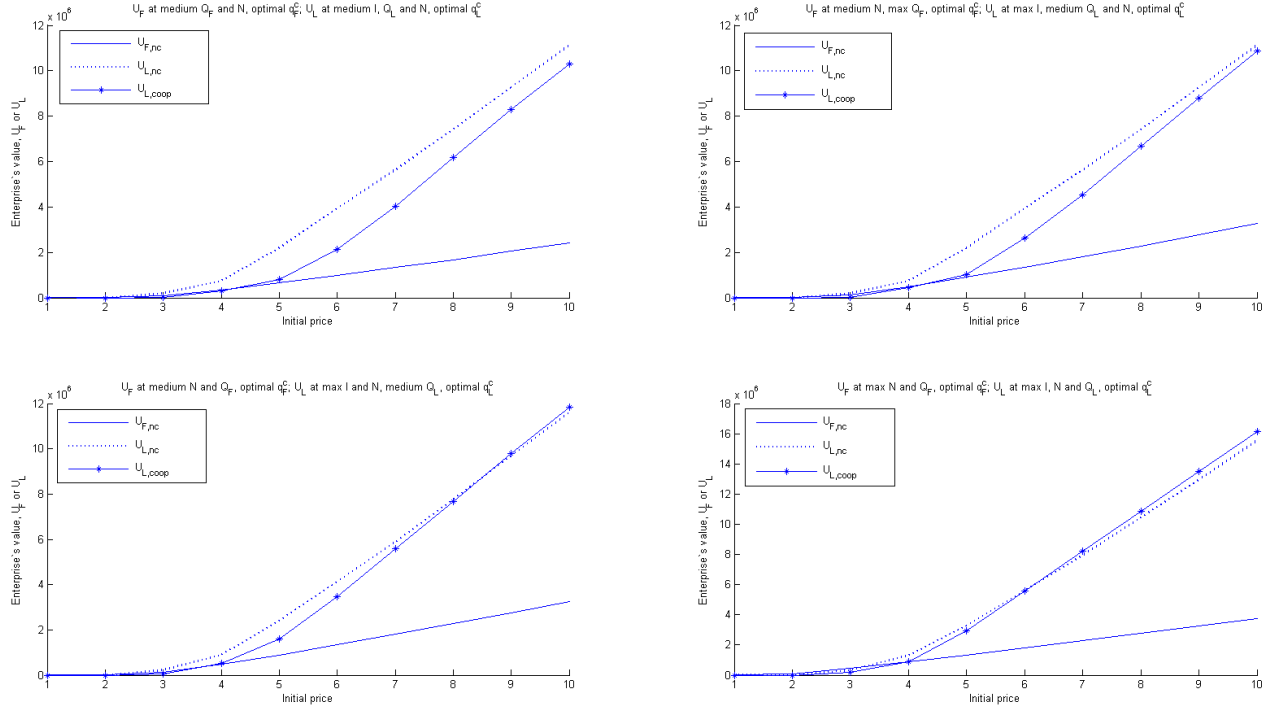 U_F at medium Q_F and N, optimal q_F^c; U_L at medium I, Q_L and N, optimal q_L^c
x 10^6
12
10
8
6
4
2
0
Enterprise`s value, U_F or U_L
U_F,nc
U_L,nc
U_L,coop
1 2 3 4 5 6 7 8 9 10
Initial price
U_F at medium N, max Q_F, optimal q_F^c; U_L at max I, medium Q_L and N, optimal q_L^c
x 10^6
12
10
8
6
4
2
0
Enterprise`s value, U_F or U_L
U_F,nc
U_L,nc
U_L,coop
1 2 3 4 5 6 7 8 9 10
Initial price
U_F at medium N and Q_F, optimal q_F^c; U_L at max I and N, medium Q_L, optimal q_L^c
x 10^6
12
10
8
6
4
2
0
Enterprise`s value, U_F or U_L
U_F,nc
U_L,nc
U_L,coop
1 2 3 4 5 6 7 8 9 10
Initial price
U_F at max N and Q_F, optimal q_F^c; U_L at max I, N and Q_L, optimal q_L^c
x 10^6
18
16
14
12
10
8
6
4
2
0
Enterprise`s value, U_F or U_L
U_F,nc
U_L,nc
U_L,coop
1 2 3 4 5 6 7 8 9 10
Initial price